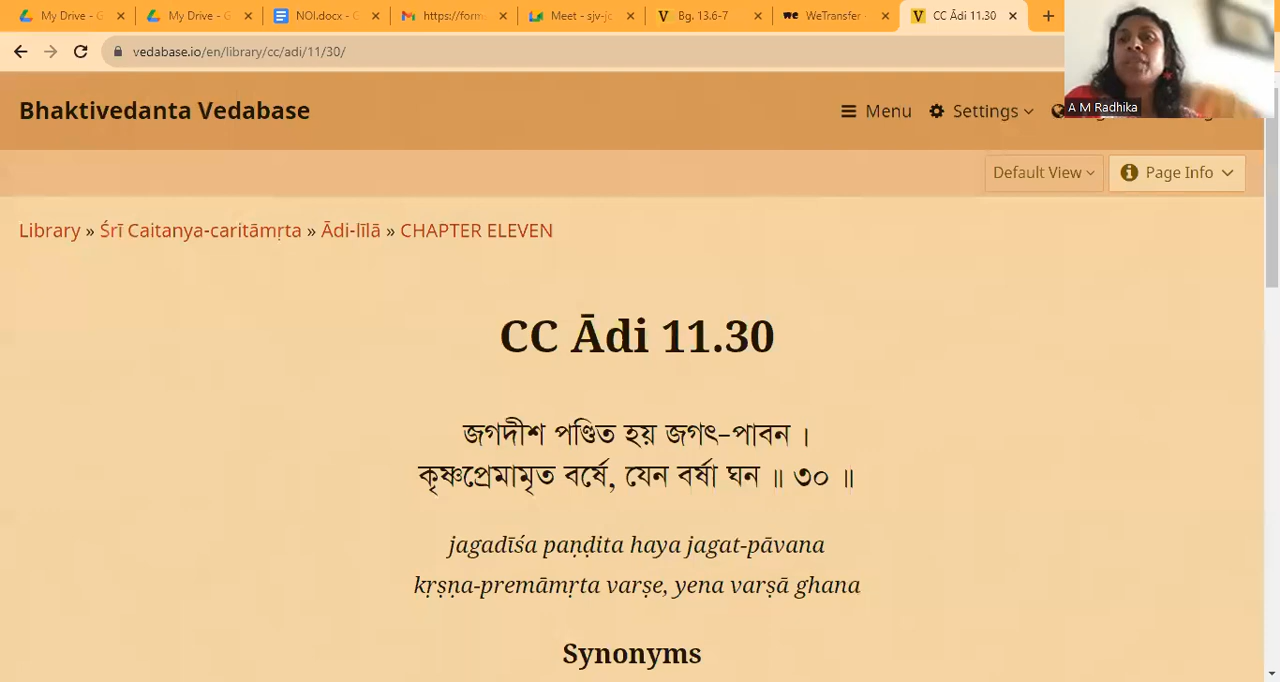 My Drive - G
My Drive - G
NOI.docx - G
https://form
Meet - sjv-jc
Bg. 13.6-7
WeTransfer -
CC Ādi 11.30
vedabase.io/en/library/cc/adi/11/30/
A M Radhika
Bhaktivedanta Vedabase
Menu
Settings
Default View
Page Info
Library » Śrī Caitanya-caritāmṛta » Ādi-līlā » CHAPTER ELEVEN
CC Ādi 11.30
জগদীশ পণ্ডিত হয় জগৎ-পাবন ।
কৃষ্ণপ্রেমামৃত বর্ষে, যেন বর্ষা ঘন ॥ ৩০ ॥
jagadīśa paṇḍita haya jagat-pāvana
kṛṣṇa-premāmṛta varṣe, yena varṣā ghana
Synonyms